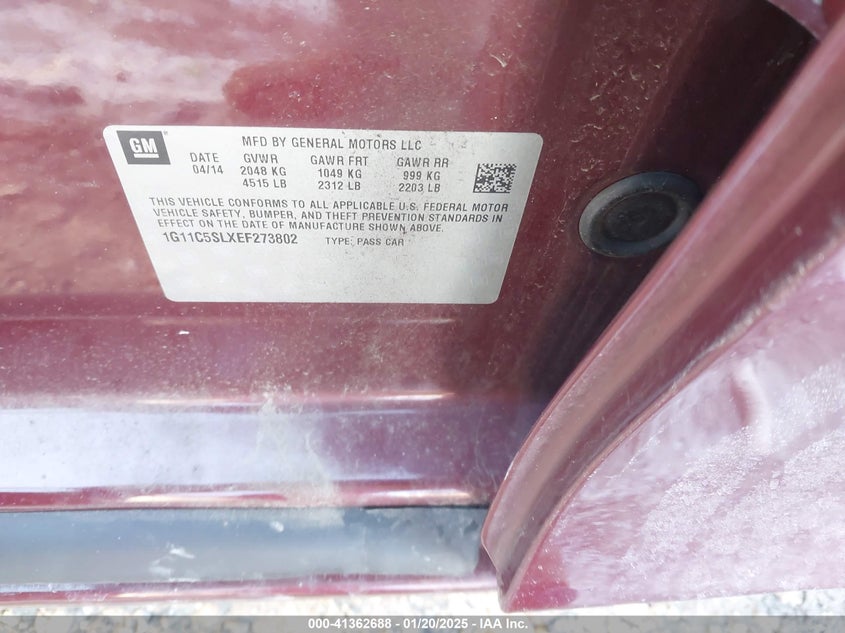 GM
MFD BY GENERAL MOTORS LLC
DATE GVWR GAWR FRT GAWR RR
04/14 2048 KG 1049 KG 999 KG
4515 LB 2312 LB 2203 LB
THIS VEHICLE CONFORMS TO ALL APPLICABLE U.S. FEDERAL MOTOR
VEHICLE SAFETY, BUMPER, AND THEFT PREVENTION STANDARDS IN
EFFECT ON THE DATE OF MANUFACTURE SHOWN ABOVE.
1G11C5SLXEF273802 TYPE: PASS CAR
000-41362688 - 01/20/2025 - IAA Inc.